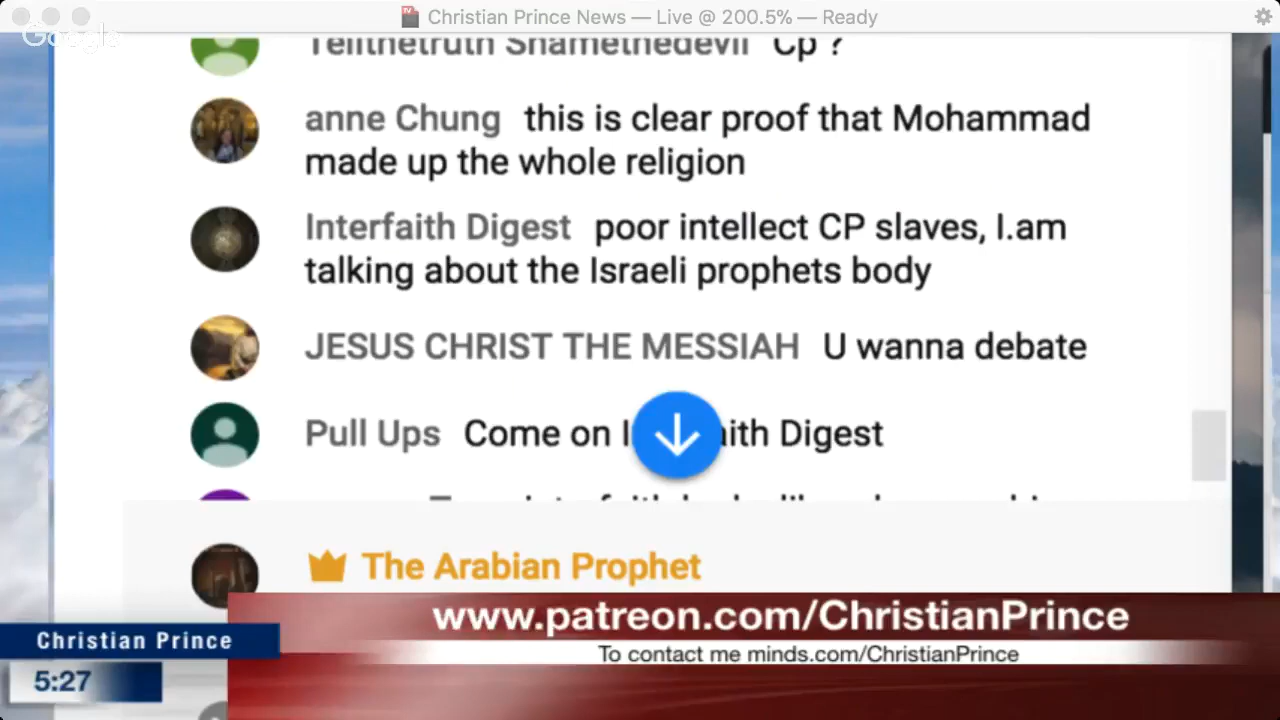 Christian Prince News — Live @ 200.5% — Ready
Google
Tellthetruth Shamethedevil Cp ?
anne Chung this is clear proof that Mohammad
made up the whole religion
Interfaith Digest poor intellect CP slaves, I.am
talking about the Israeli prophets body
JESUS CHRIST THE MESSIAH U wanna debate
Pull Ups Come on Digest
The Arabian Prophet
www.patreon.com/ChristianPrince
To contact me minds.com/ChristianPrince
Christian Prince
5:27